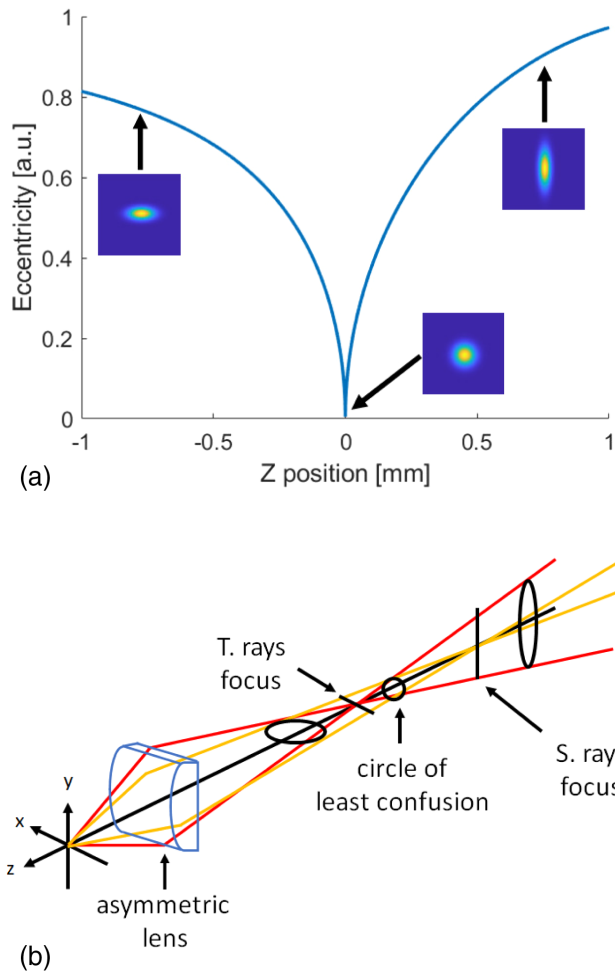 1
0.8
0.6
0.4
0.2
0
Eccentricity [a.u.]
-1
-0.5
0
0.5
1
Z position [mm]
(a)
T. rays
focus
circle of
least confusion
S. ray
focus
y
x
z
asymmetric
lens
(b)